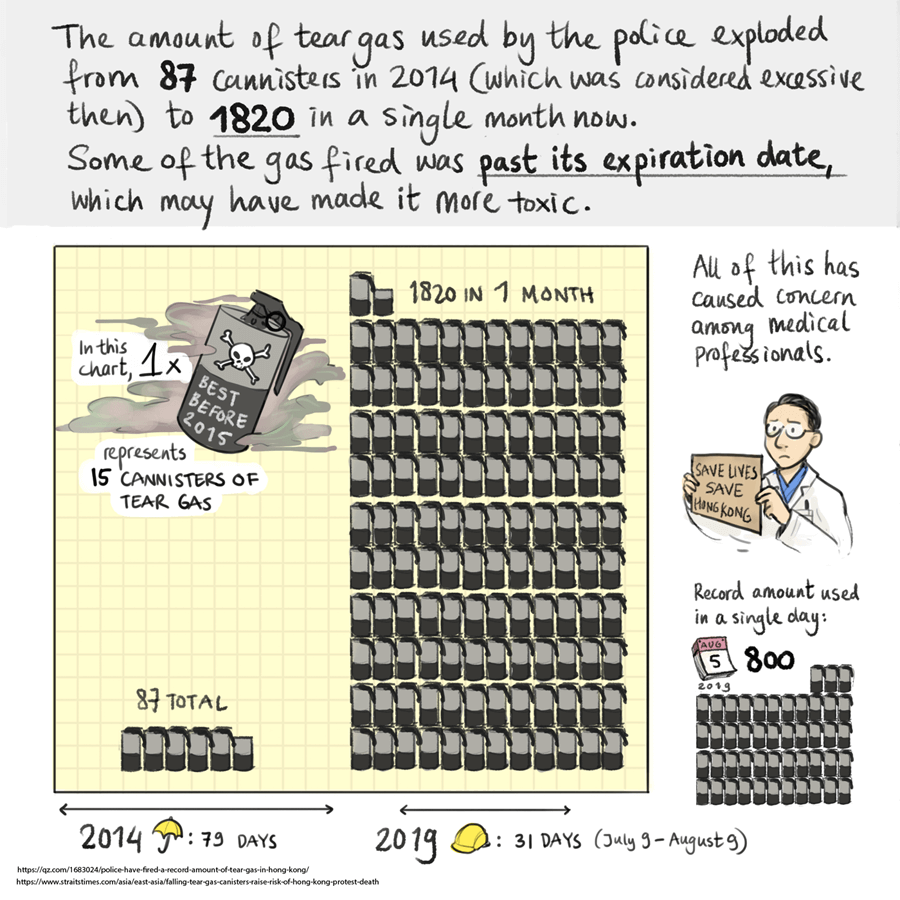 The amount of tear gas used by the police exploded
from 87 cannisters in 2014 (which was considered excessive
then) to 1820 in a single month now.
Some of the gas fired was past its expiration date,
which may have made it more toxic.
1820 IN 1 MONTH
In this
chart, 1x
BEST
BEFORE
2015
represents
15 CANNISTERS OF
TEAR GAS
87 TOTAL
2014 : 79 DAYS
2019 : 31 DAYS (July 9 - August 9)
All of this has
caused concern
among medical
professionals.
SAVE LIVES
SAVE
HONG KONG
Record amount used
in a single day:
AUG
5
2019
800
https://qz.com/1683024/police-have-fired-a-record-amount-of-tear-gas-in-hong-kong/
https://www.straitstimes.com/asia/east-asia/falling-tear-gas-canisters-raise-risk-of-hong-kong-protest-death